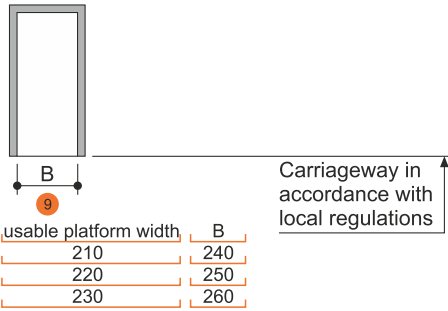 B
9
Carriageway in
accordance with
local regulations
usable platform width B
210 240
220 250
230 260